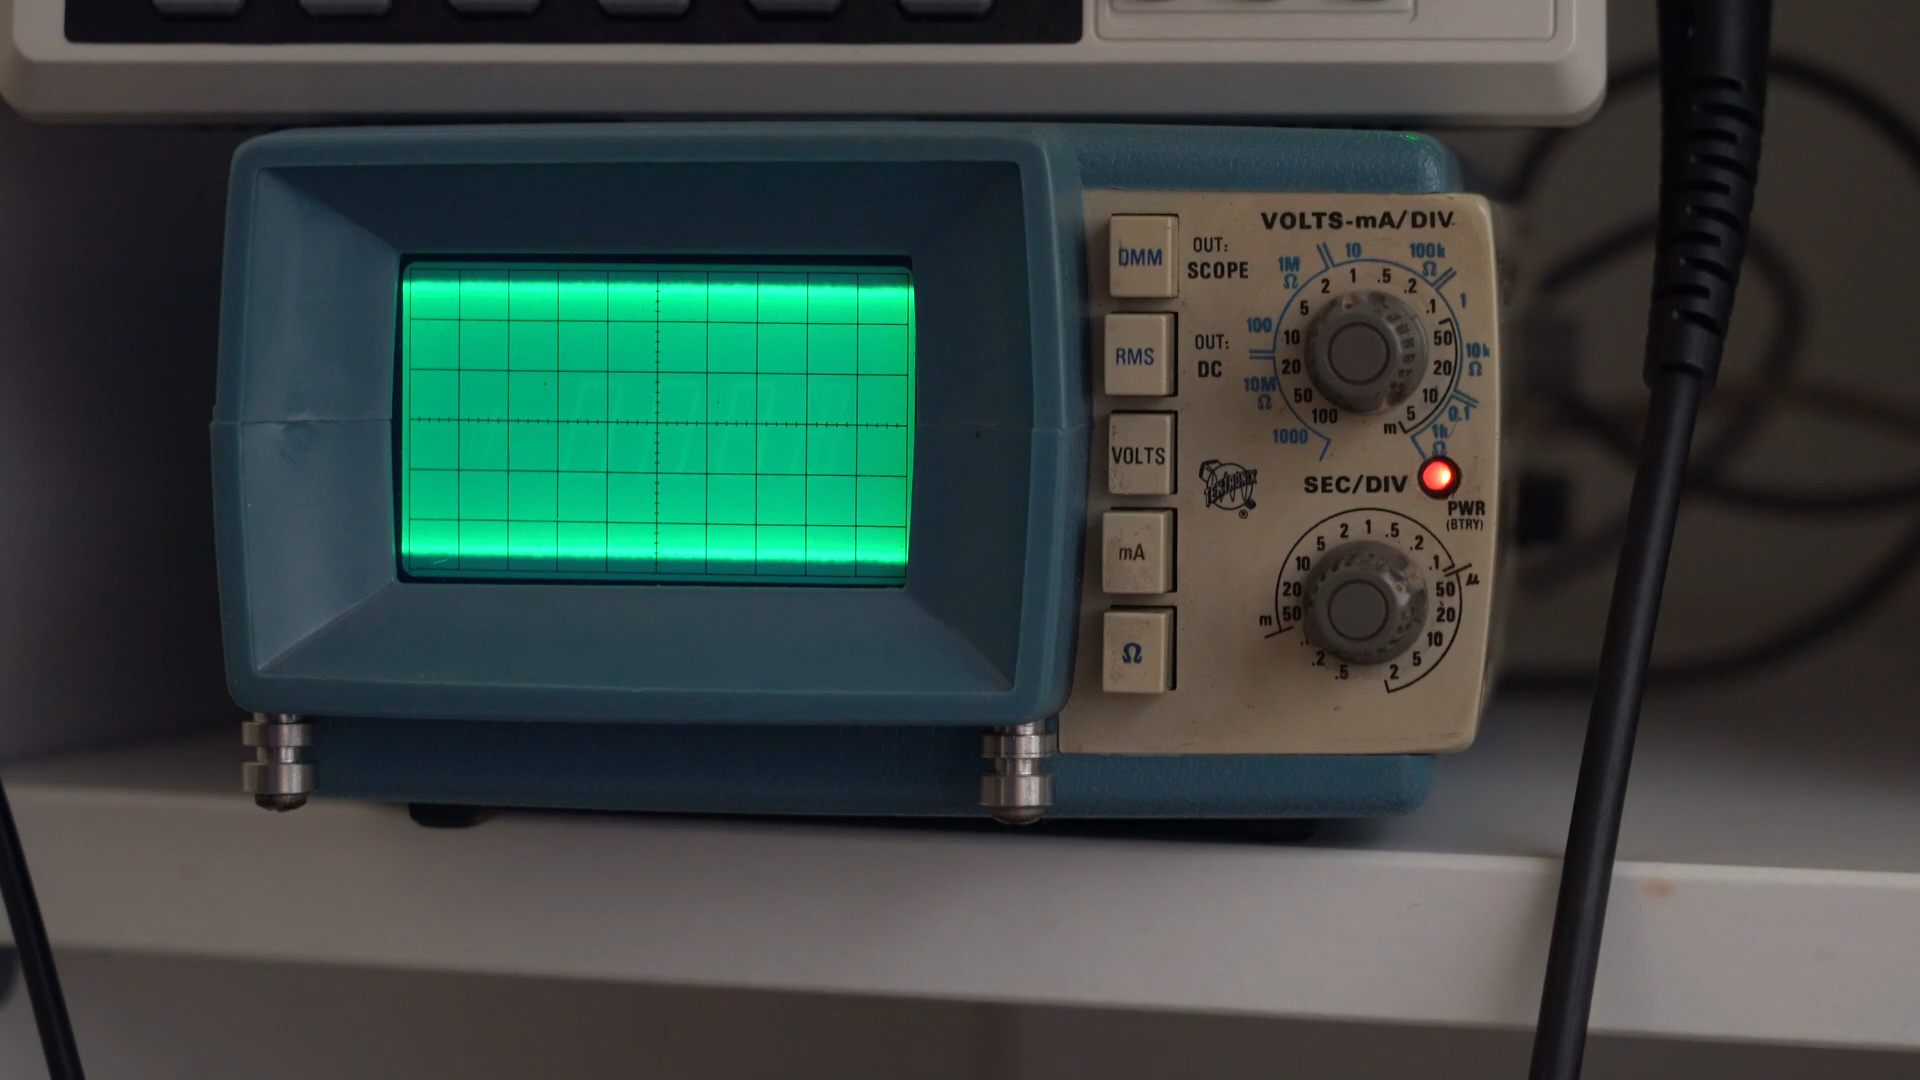 DMM
OUT:
SCOPE
RMS
OUT:
DC
VOLTS
mA
Ω
VOLTS-mA/DIV
1000
100
10
1
0.1
10M
Ω
1M
Ω
100k
Ω
10k
Ω
1k
Ω
100
50
20
10
5
2
1
.5
.2
.1
50
20
10
5
m
TEKTRONIX
®
SEC/DIV
PWR
(BTRY)
m
50
20
10
5
2
1
.5
.2
.1
μ
50
20
10
5
2
.2
.5